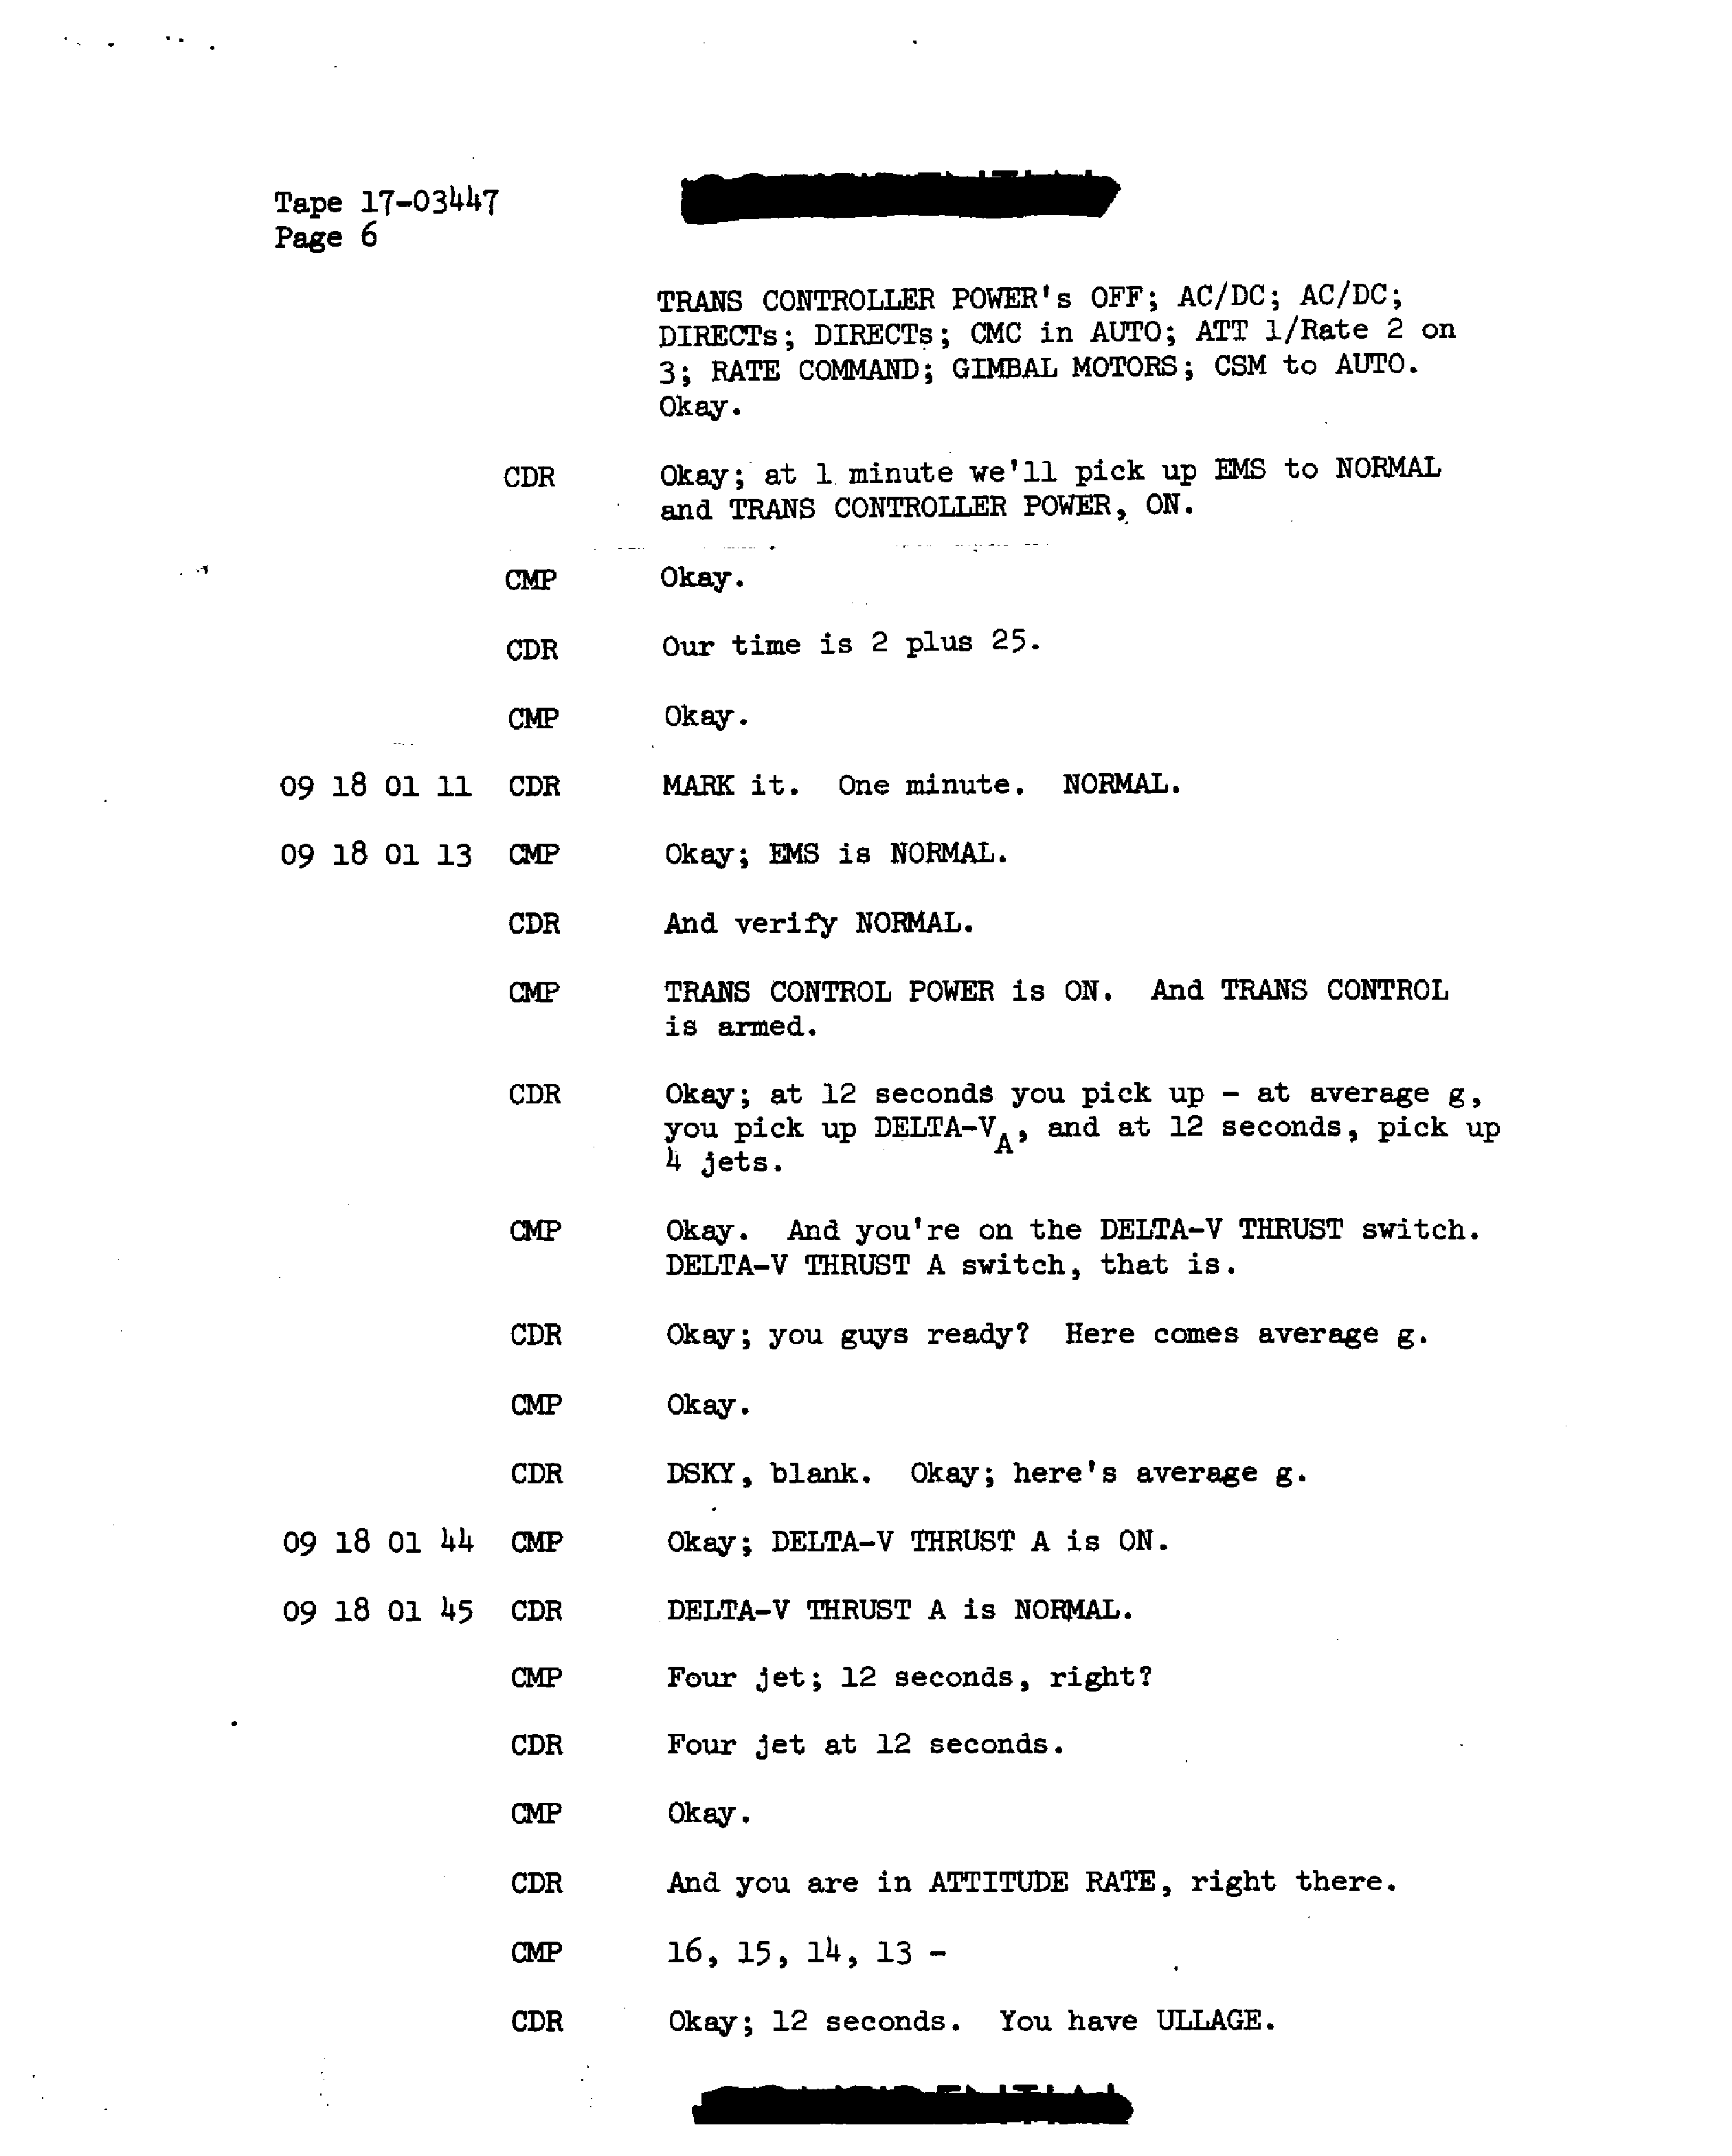 Tape 17-03447
Page 6
TRANS CONTROLLER POWER's OFF; AC/DC; AC/DC;
DIRECTs; DIRECTs; CMC in AUTO; ATT 1/Rate 2 on
3; RATE COMMAND; GIMBAL MOTORS; CSM to AUTO.
Okay.
CDR Okay; at 1 minute we'll pick up EMS to NORMAL
and TRANS CONTROLLER POWER, ON.
CMP Okay.
CDR Our time is 2 plus 25.
CMP Okay.
09 18 01 11 CDR MARK it. One minute. NORMAL.
09 18 01 13 CMP Okay; EMS is NORMAL.
CDR And verify NORMAL.
CMP TRANS CONTROL POWER is ON. And TRANS CONTROL
is armed.
CDR Okay; at 12 seconds you pick up - at average g,
you pick up DELTA-VA, and at 12 seconds, pick up
4 jets.
CMP Okay. And you're on the DELTA-V THRUST switch.
DELTA-V THRUST A switch, that is.
CDR Okay; you guys ready? Here comes average g.
CMP Okay.
CDR DSKY, blank. Okay; here's average g.
09 18 01 44 CMP Okay; DELTA-V THRUST A is ON.
09 18 01 45 CDR DELTA-V THRUST A is NORMAL.
CMP Four jet; 12 seconds, right?
CDR Four jet at 12 seconds.
CMP Okay.
CDR And you are in ATTITUDE RATE, right there.
CMP 16, 15, 14, 13 -
CDR Okay; 12 seconds. You have ULLAGE.